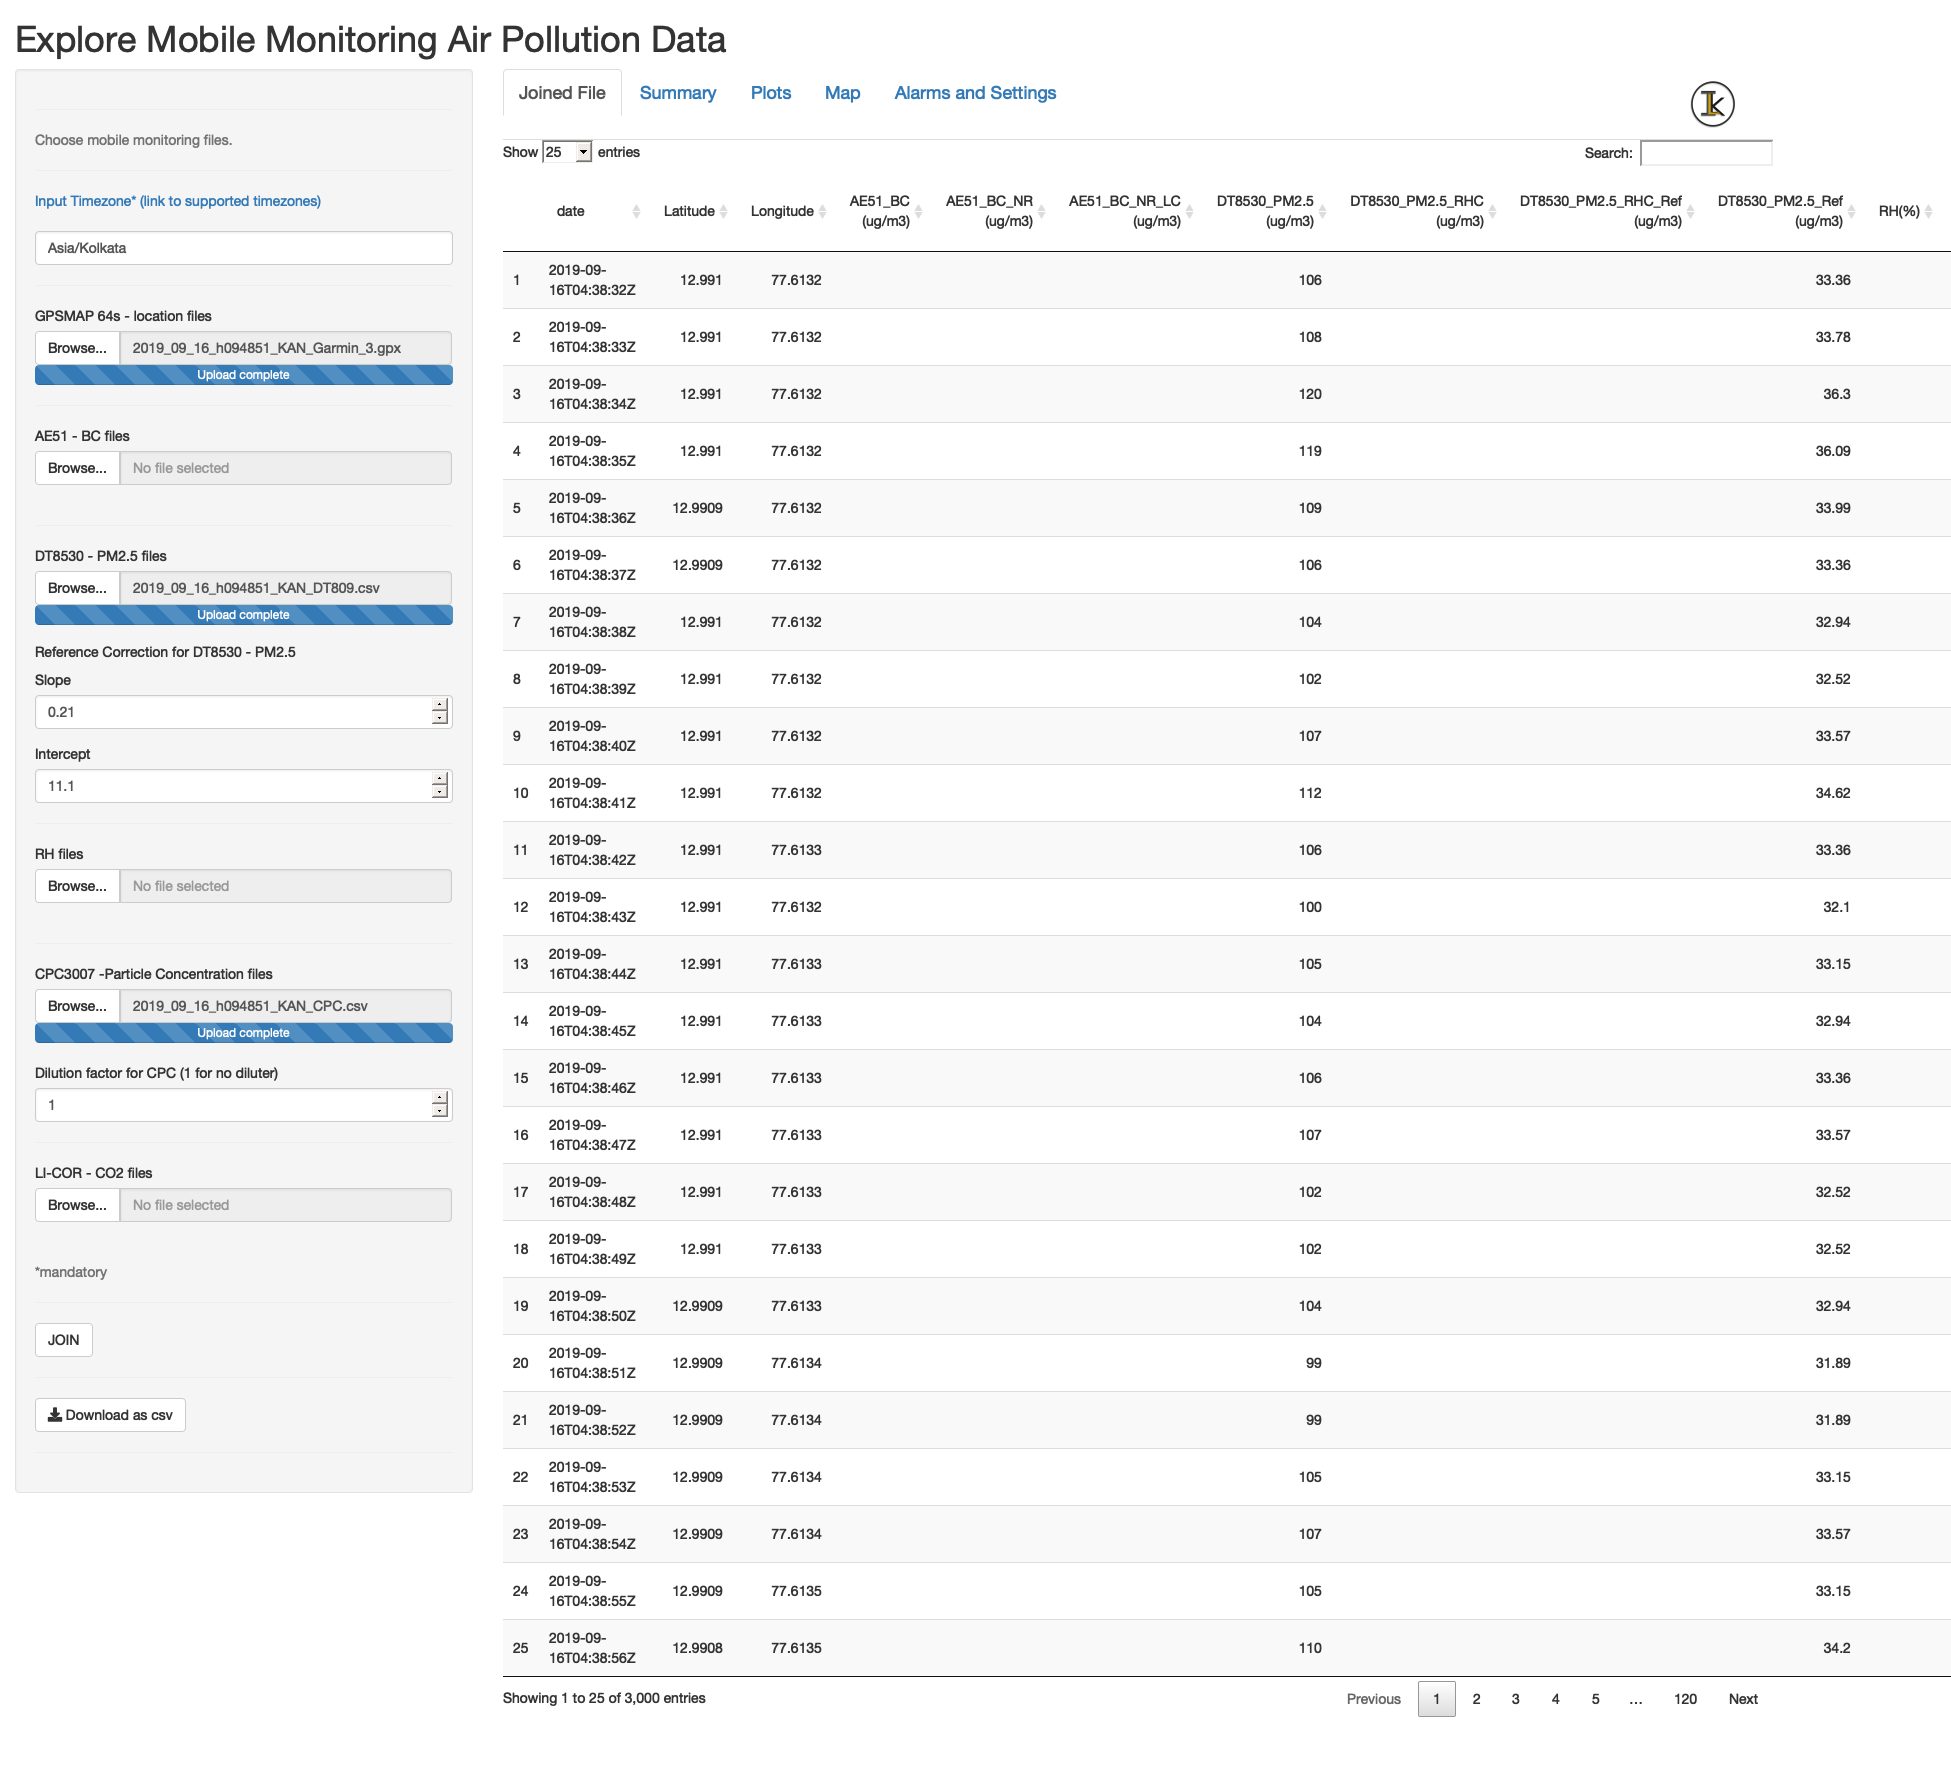 Explore Mobile Monitoring Air Pollution Data
Choose mobile monitoring files.
Input Timezone* (link to supported timezones)
Asia/Kolkata
GPSMAP 64s - location files
Browse... 2019_09_16_h094851_KAN_Garmin_3.gpx
Upload complete
AE51 - BC files
Browse... No file selected
DT8530 - PM2.5 files
Browse... 2019_09_16_h094851_KAN_DT809.csv
Upload complete
Reference Correction for DT8530 - PM2.5
Slope
0.21
Intercept
11.1
RH files
Browse... No file selected
CPC3007 -Particle Concentration files
Browse... 2019_09_16_h094851_KAN_CPC.csv
Upload complete
Dilution factor for CPC (1 for no diluter)
1
LI-COR - CO2 files
Browse... No file selected
*mandatory
JOIN
Download as csv
Joined File Summary Plots Map Alarms and Settings
Show 25 entries Search:
date Latitude Longitude AE51_BC (ug/m3) AE51_BC_NR (ug/m3) AE51_BC_NR_LC (ug/m3) DT8530_PM2.5 (ug/m3) DT8530_PM2.5_RHC (ug/m3) DT8530_PM2.5_RHC_Ref (ug/m3) DT8530_PM2.5_Ref (ug/m3) RH(%)
1 2019-09-16T04:38:32Z 12.991 77.6132 106 33.36
2 2019-09-16T04:38:33Z 12.991 77.6132 108 33.78
3 2019-09-16T04:38:34Z 12.991 77.6132 120 36.3
4 2019-09-16T04:38:35Z 12.991 77.6132 119 36.09
5 2019-09-16T04:38:36Z 12.9909 77.6132 109 33.99
6 2019-09-16T04:38:37Z 12.9909 77.6132 106 33.36
7 2019-09-16T04:38:38Z 12.991 77.6132 104 32.94
8 2019-09-16T04:38:39Z 12.991 77.6132 102 32.52
9 2019-09-16T04:38:40Z 12.991 77.6132 107 33.57
10 2019-09-16T04:38:41Z 12.991 77.6132 112 34.62
11 2019-09-16T04:38:42Z 12.991 77.6133 106 33.36
12 2019-09-16T04:38:43Z 12.991 77.6132 100 32.1
13 2019-09-16T04:38:44Z 12.991 77.6133 105 33.15
14 2019-09-16T04:38:45Z 12.991 77.6133 104 32.94
15 2019-09-16T04:38:46Z 12.991 77.6133 106 33.36
16 2019-09-16T04:38:47Z 12.991 77.6133 107 33.57
17 2019-09-16T04:38:48Z 12.991 77.6133 102 32.52
18 2019-09-16T04:38:49Z 12.991 77.6133 102 32.52
19 2019-09-16T04:38:50Z 12.9909 77.6133 104 32.94
20 2019-09-16T04:38:51Z 12.9909 77.6134 99 31.89
21 2019-09-16T04:38:52Z 12.9909 77.6134 99 31.89
22 2019-09-16T04:38:53Z 12.9909 77.6134 105 33.15
23 2019-09-16T04:38:54Z 12.9909 77.6134 107 33.57
24 2019-09-16T04:38:55Z 12.9909 77.6135 105 33.15
25 2019-09-16T04:38:56Z 12.9908 77.6135 110 34.2
Showing 1 to 25 of 3,000 entries Previous 1 2 3 4 5 … 120 Next